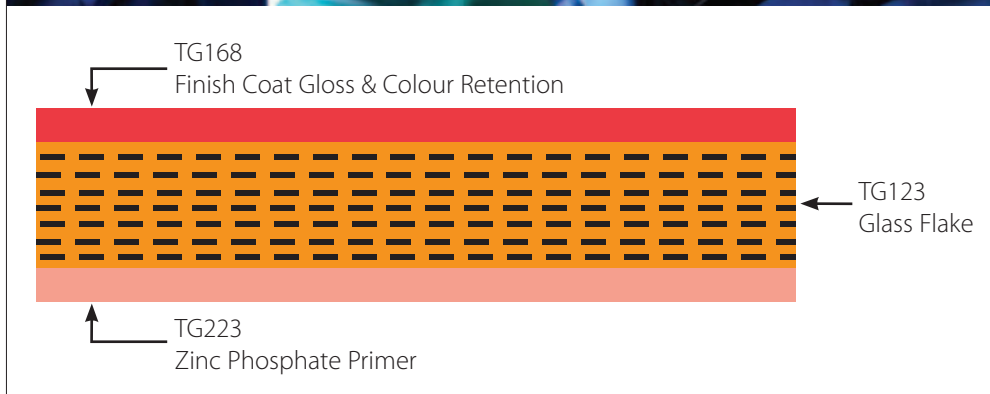 TG168
Finish Coat Gloss & Colour Retention
TG123
Glass Flake
TG223
Zinc Phosphate Primer